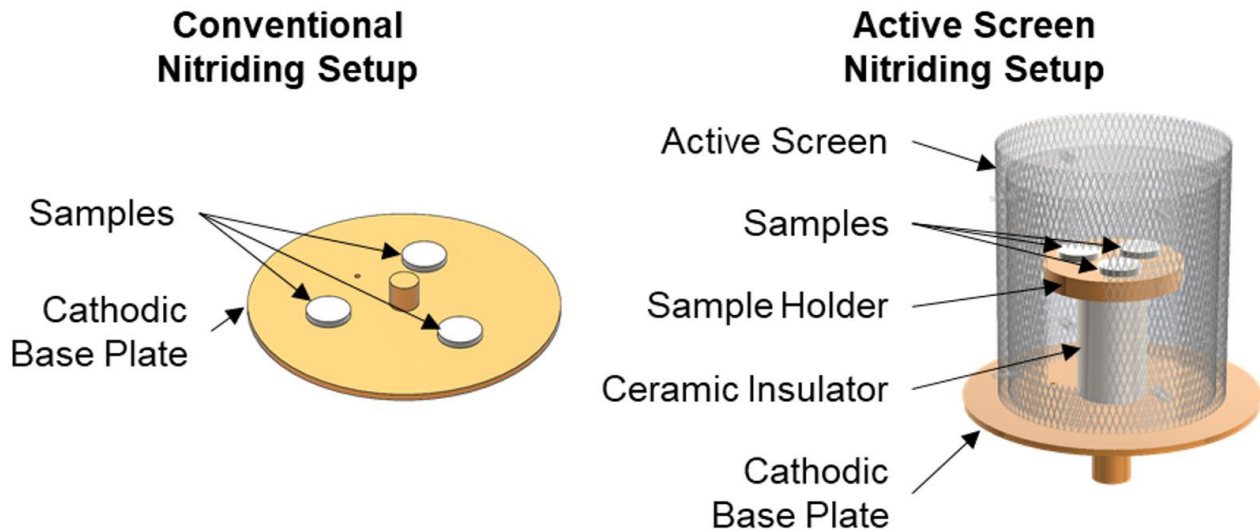 Conventional
Nitriding Setup
Samples
Cathodic
Base Plate
Active Screen
Nitriding Setup
Active Screen
Samples
Sample Holder
Ceramic Insulator
Cathodic
Base Plate